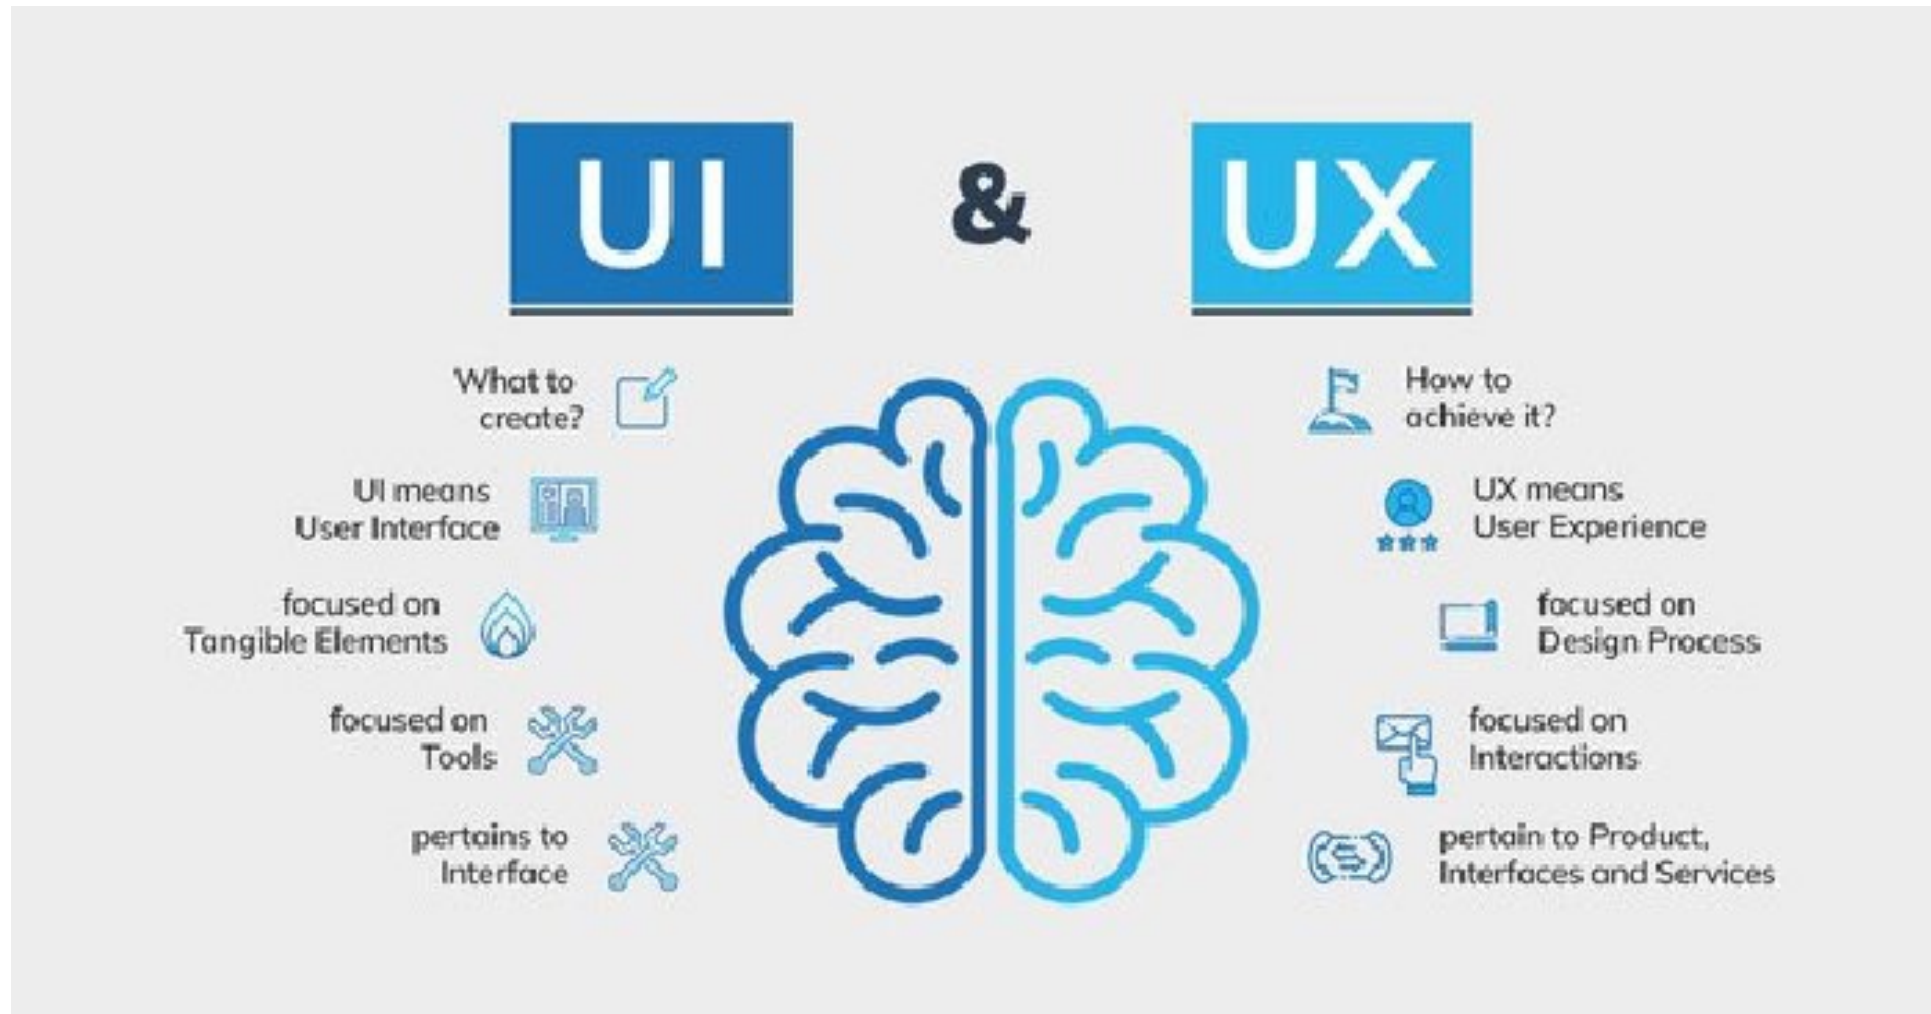 UI
&
UX
What to
create?
UI means
User Interface
focused on
Tangible Elements
focused on
Tools
pertains to
Interface
How to
achieve it?
UX means
User Experience
focused on
Design Process
focused on
Interactions
pertain to Product,
Interfaces and Services